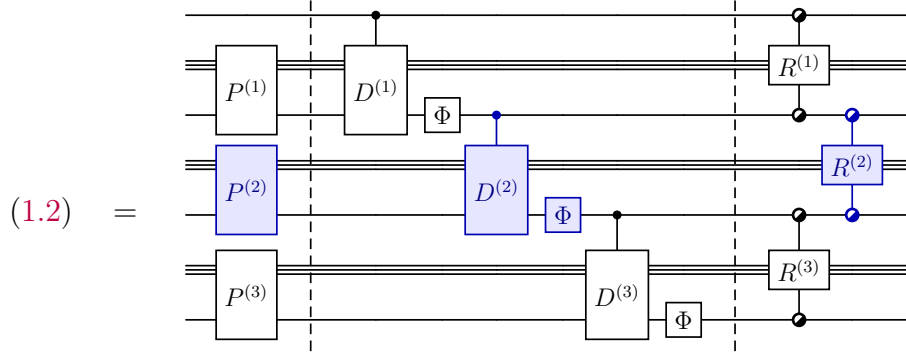 R^{(1)}
P^{(1)} D^{(1)} Φ
R^{(2)}
(1.2) = P^{(2)} D^{(2)} Φ
R^{(3)}
P^{(3)} D^{(3)} Φ